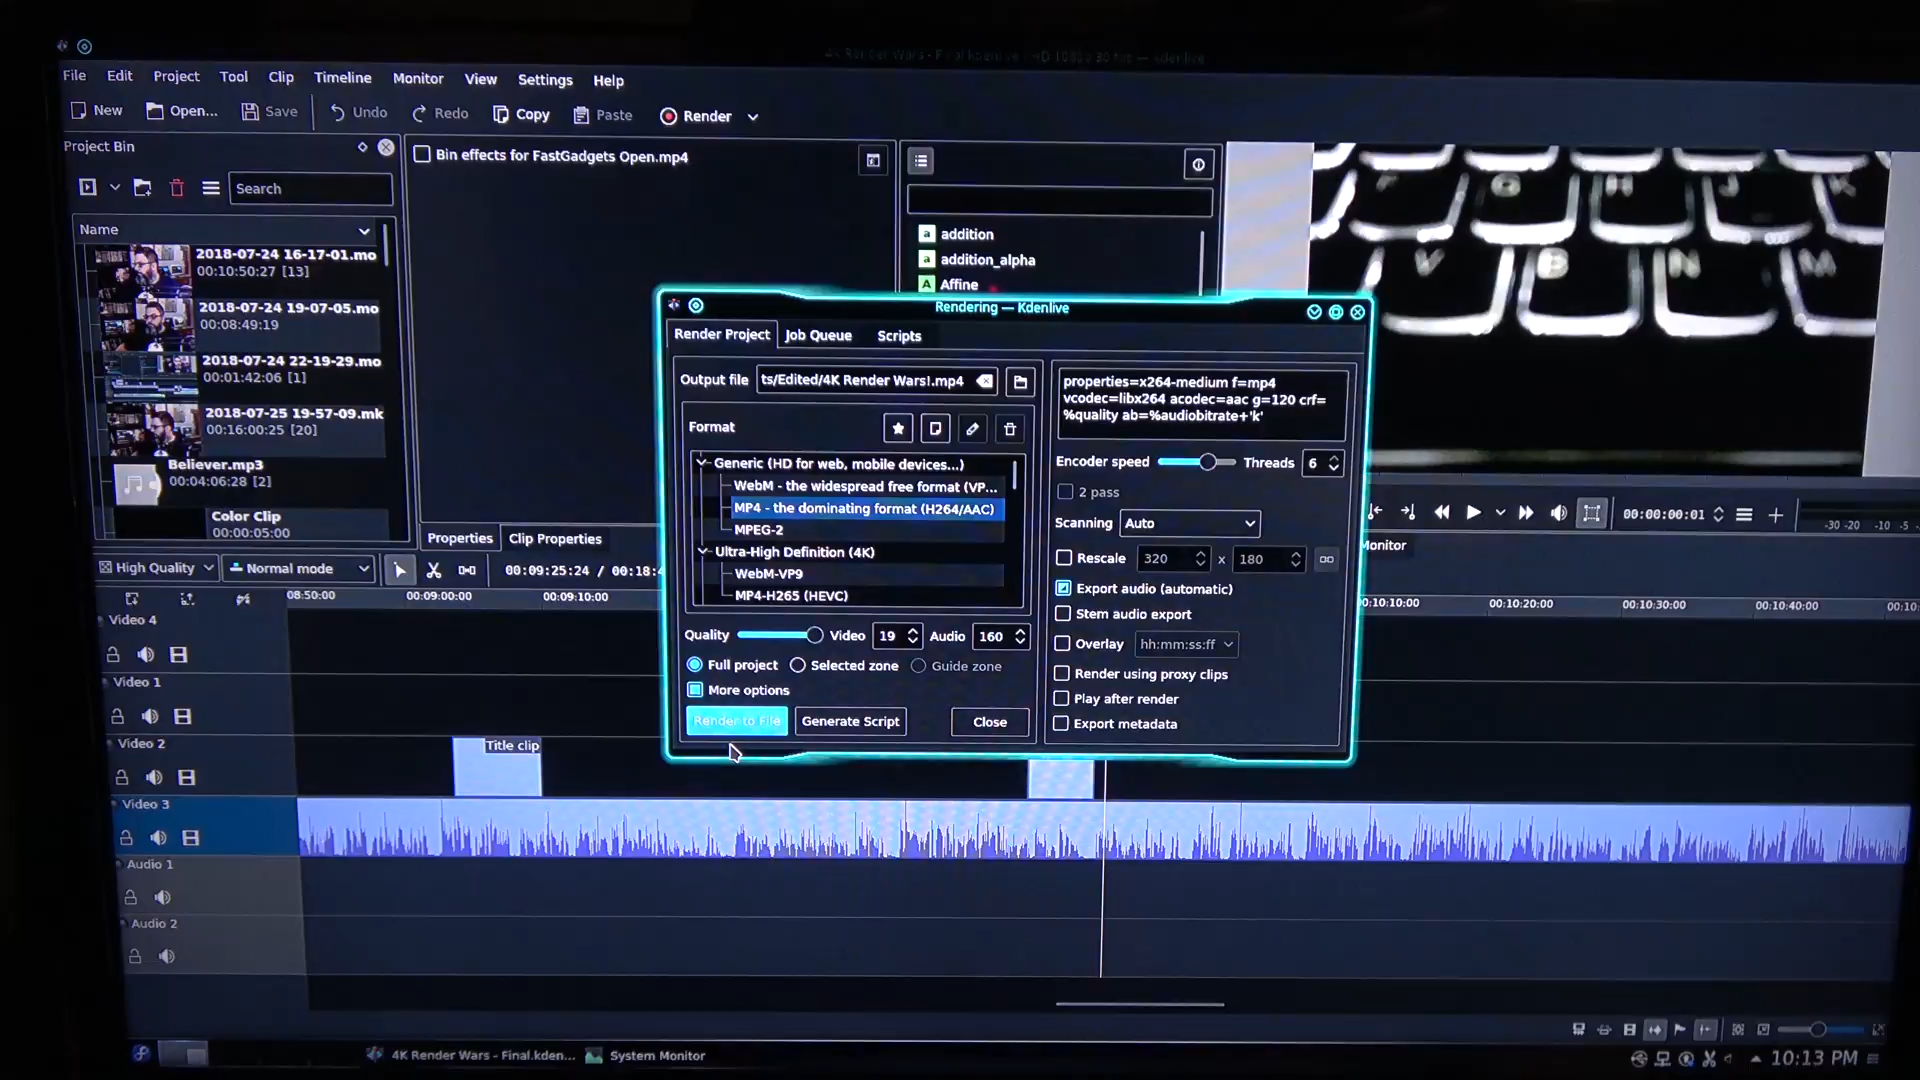 4K Render Wars - Final.kdenlive / HD 1080p 30 fps — Kdenlive
File Edit Project Tool Clip Timeline Monitor View Settings Help
New Open... Save Undo Redo Copy Paste Render
Project Bin
Search
Name
2018-07-24 16-17-01.mo
00:10:50:27 [13]
2018-07-24 19-07-05.mo
00:08:49:19
2018-07-24 22-19-29.mo
00:01:42:06 [1]
2018-07-25 19-57-09.mk
00:16:00:25 [20]
Believer.mp3
00:04:06:28 [2]
Color Clip
00:00:05:00
Bin effects for FastGadgets Open.mp4
Properties Clip Properties
a addition
a addition_alpha
A Affine
G H J K
V B N M
Rendering — Kdenlive
Render Project Job Queue Scripts
Output file ts/Edited/4K Render Wars!.mp4
Format
Generic (HD for web, mobile devices...)
WebM - the widespread free format (VP...
MP4 - the dominating format (H264/AAC)
MPEG-2
Ultra-High Definition (4K)
WebM-VP9
MP4-H265 (HEVC)
Quality Video 19 Audio 160
Full project Selected zone Guide zone
More options
Render to File Generate Script Close
properties=x264-medium f=mp4
vcodec=libx264 acodec=aac g=120 crf=
%quality ab=%audiobitrate+'k'
Encoder speed Threads 6
2 pass
Scanning Auto
Rescale 320 x 180
Export audio (automatic)
Stem audio export
Overlay hh:mm:ss:ff
Render using proxy clips
Play after render
Export metadata
00:00:00:01
-30 -20 -10 -5
Monitor
High Quality Normal mode 00:09:25:24 / 00:18:4
08:50:00 00:09:00:00 00:09:10:00 00:10:10:00 00:10:20:00 00:10:30:00 00:10:40:00 00:10:
Video 4
Video 1
Video 2
Title clip
Video 3
Audio 1
Audio 2
4K Render Wars - Final.kden... System Monitor
10:13 PM